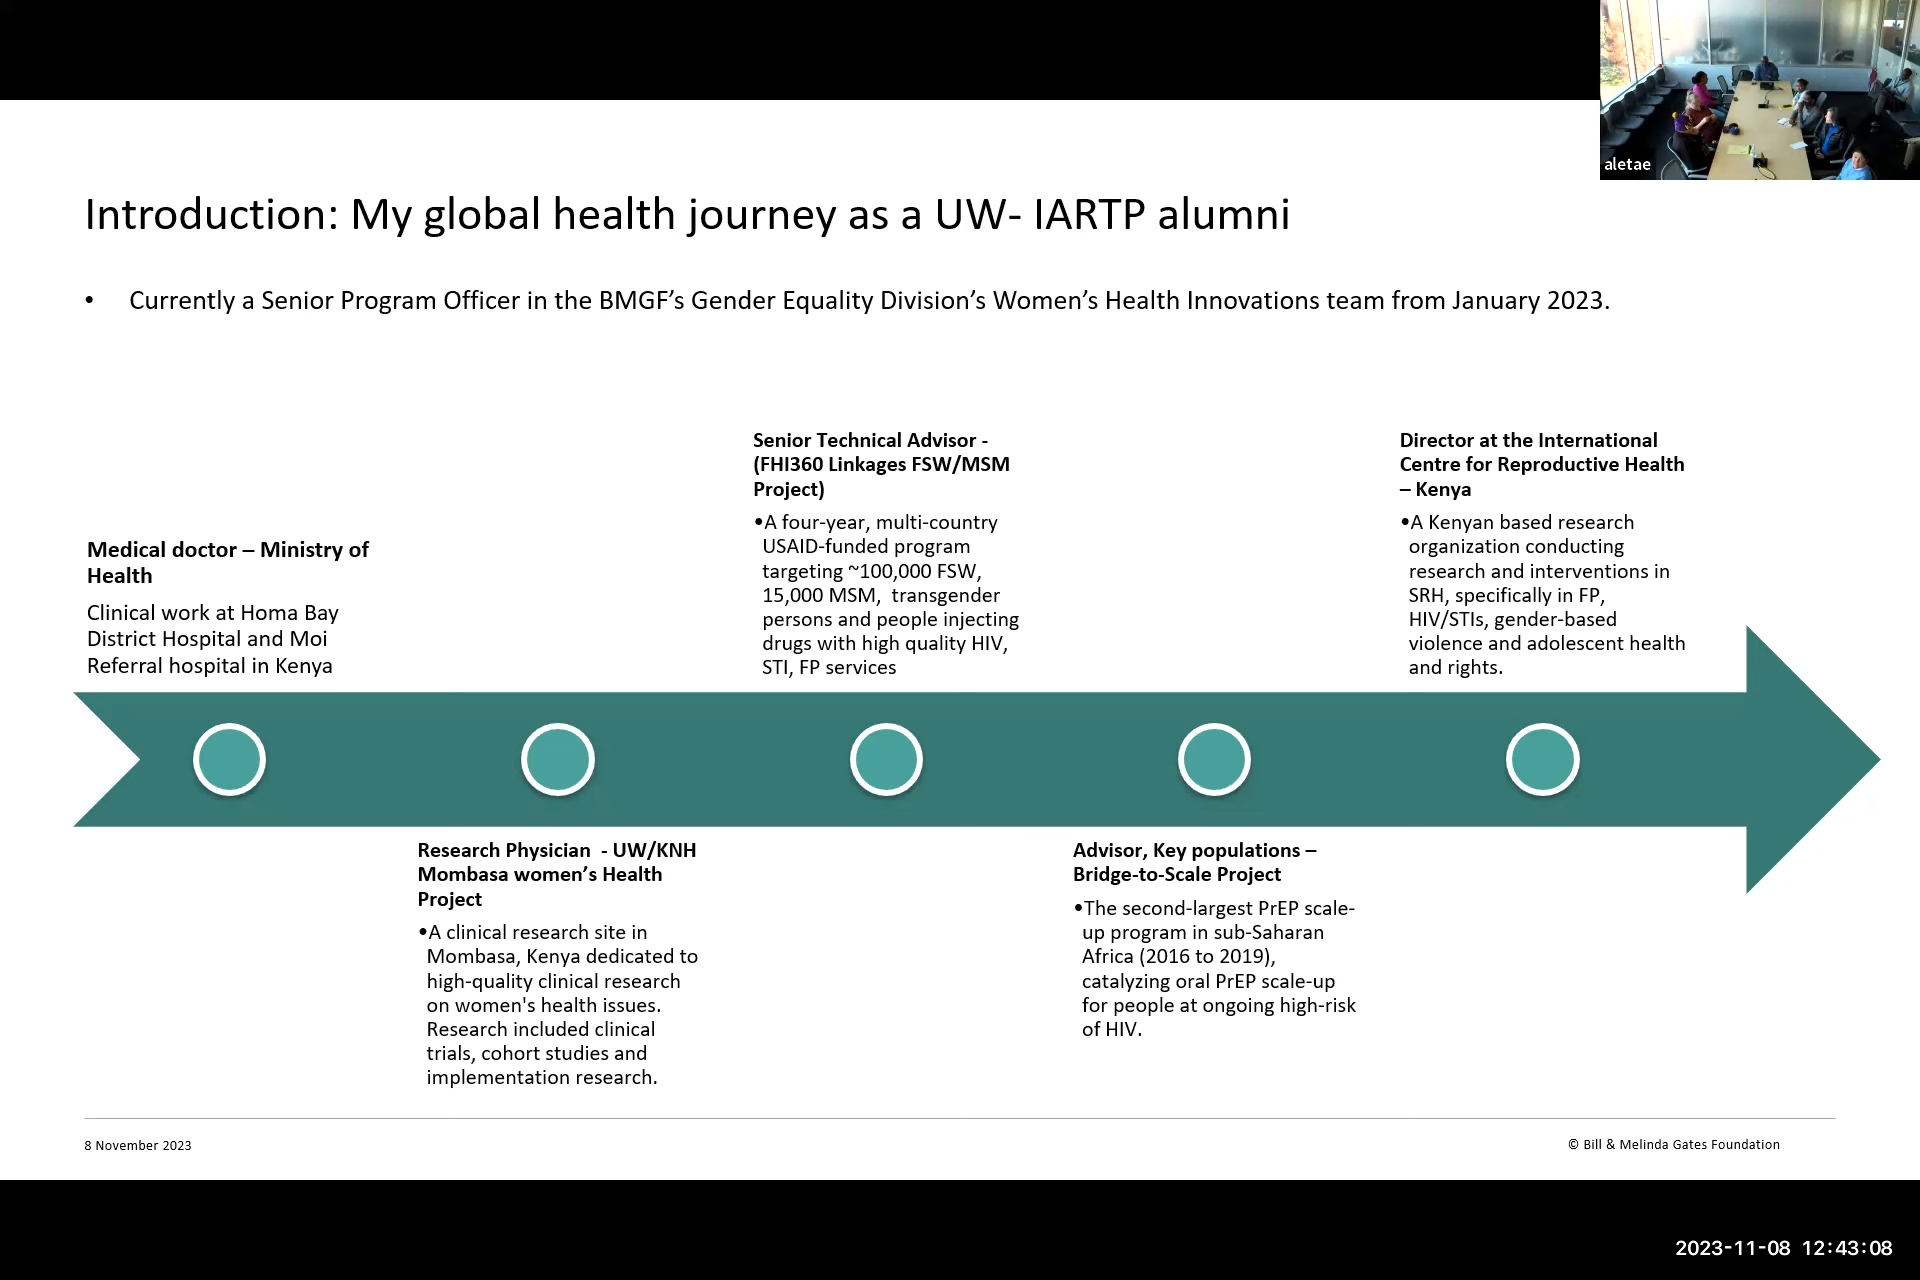 aletae
Introduction: My global health journey as a UW- IARTP alumni
• Currently a Senior Program Officer in the BMGF’s Gender Equality Division’s Women’s Health Innovations team from January 2023.
Medical doctor – Ministry of
Health
Clinical work at Homa Bay
District Hospital and Moi
Referral hospital in Kenya
Research Physician  - UW/KNH
Mombasa women’s Health
Project
•A clinical research site in
Mombasa, Kenya dedicated to
high-quality clinical research
on women's health issues.
Research included clinical
trials, cohort studies and
implementation research.
Senior Technical Advisor -
(FHI360 Linkages FSW/MSM
Project)
•A four-year, multi-country
USAID-funded program
targeting ~100,000 FSW,
15,000 MSM,  transgender
persons and people injecting
drugs with high quality HIV,
STI, FP services
Advisor, Key populations –
Bridge-to-Scale Project
•The second-largest PrEP scale-
up program in sub-Saharan
Africa (2016 to 2019),
catalyzing oral PrEP scale-up
for people at ongoing high-risk
of HIV.
Director at the International
Centre for Reproductive Health
– Kenya
•A Kenyan based research
organization conducting
research and interventions in
SRH, specifically in FP,
HIV/STIs, gender-based
violence and adolescent health
and rights.
8 November 2023
© Bill & Melinda Gates Foundation
2023-11-08 12:43:08